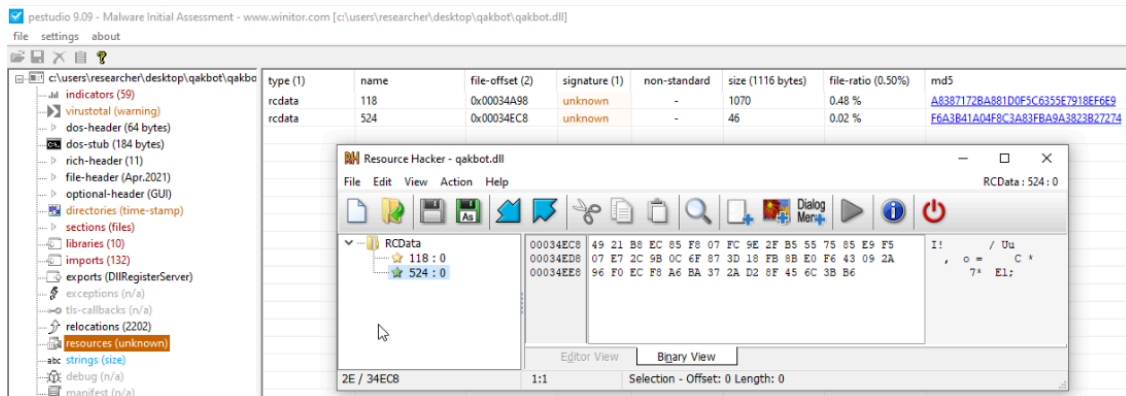 pestudio 9.09 - Malware Initial Assessment - www.winitor.com [c:\users\researcher\desktop\qakbot\qakbot.dll]
file settings about
c:\users\researcher\desktop\qakbot\qakbo
indicators (59)
virustotal (warning)
dos-header (64 bytes)
dos-stub (184 bytes)
rich-header (11)
file-header (Apr.2021)
optional-header (GUI)
directories (time-stamp)
sections (files)
libraries (10)
imports (132)
exports (DllRegisterServer)
exceptions (n/a)
tls-callbacks (n/a)
relocations (2202)
resources (unknown)
abc strings (size)
debug (n/a)
manifest (n/a)
type (1) name file-offset (2) signature (1) non-standard size (1116 bytes) file-ratio (0.50%) md5
rcdata 118 0x00034A98 unknown - 1070 0.48 % A8387172BA881D0F5C6355E7918EF6E9
rcdata 524 0x00034EC8 unknown - 46 0.02 % F6A3B41A04F8C3A83FBA9A3823B27274
RH Resource Hacker - qakbot.dll
File Edit View Action Help RCData : 524 : 0
As Dialog Menu
RCData
118 : 0
524 : 0
00034EC8 49 21 B8 EC 85 F8 07 FC 9E 2F B5 55 75 85 E9 F5 I! / Uu
00034ED8 07 E7 2C 9B 0C 6F 87 3D 18 FB 8B E0 F6 43 09 2A , o = C *
00034EE8 96 F0 EC F8 A6 BA 37 2A D2 8F 45 6C 3B B6 7* El;
Editor View Binary View
2E / 34EC8 1:1 Selection - Offset: 0 Length: 0